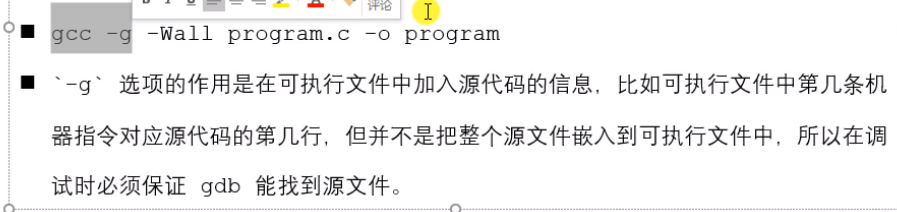 B I U A
评论
gcc -g -Wall program.c -o program
`-g` 选项的作用是在可执行文件中加入源代码的信息，比如可执行文件中第几条机
器指令对应源代码的第几行，但并不是把整个源文件嵌入到可执行文件中，所以在调
试时必须保证 gdb 能找到源文件。